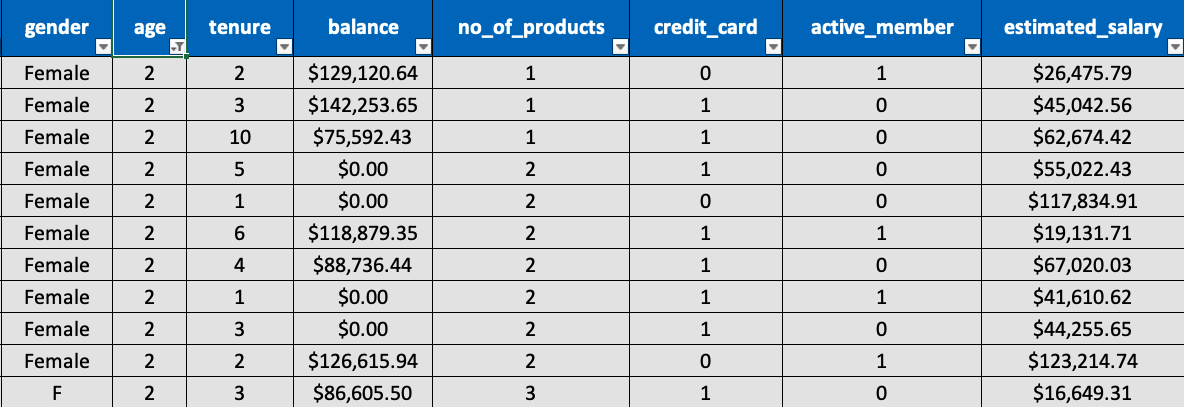 gender age tenure balance no_of_products credit_card active_member estimated_salary
Female 2 2 $129,120.64 1 0 1 $26,475.79
Female 2 3 $142,253.65 1 1 0 $45,042.56
Female 2 10 $75,592.43 1 1 0 $62,674.42
Female 2 5 $0.00 2 1 0 $55,022.43
Female 2 1 $0.00 2 0 0 $117,834.91
Female 2 6 $118,879.35 2 1 1 $19,131.71
Female 2 4 $88,736.44 2 1 0 $67,020.03
Female 2 1 $0.00 2 1 1 $41,610.62
Female 2 3 $0.00 2 1 0 $44,255.65
Female 2 2 $126,615.94 2 0 1 $123,214.74
F 2 3 $86,605.50 3 1 0 $16,649.31